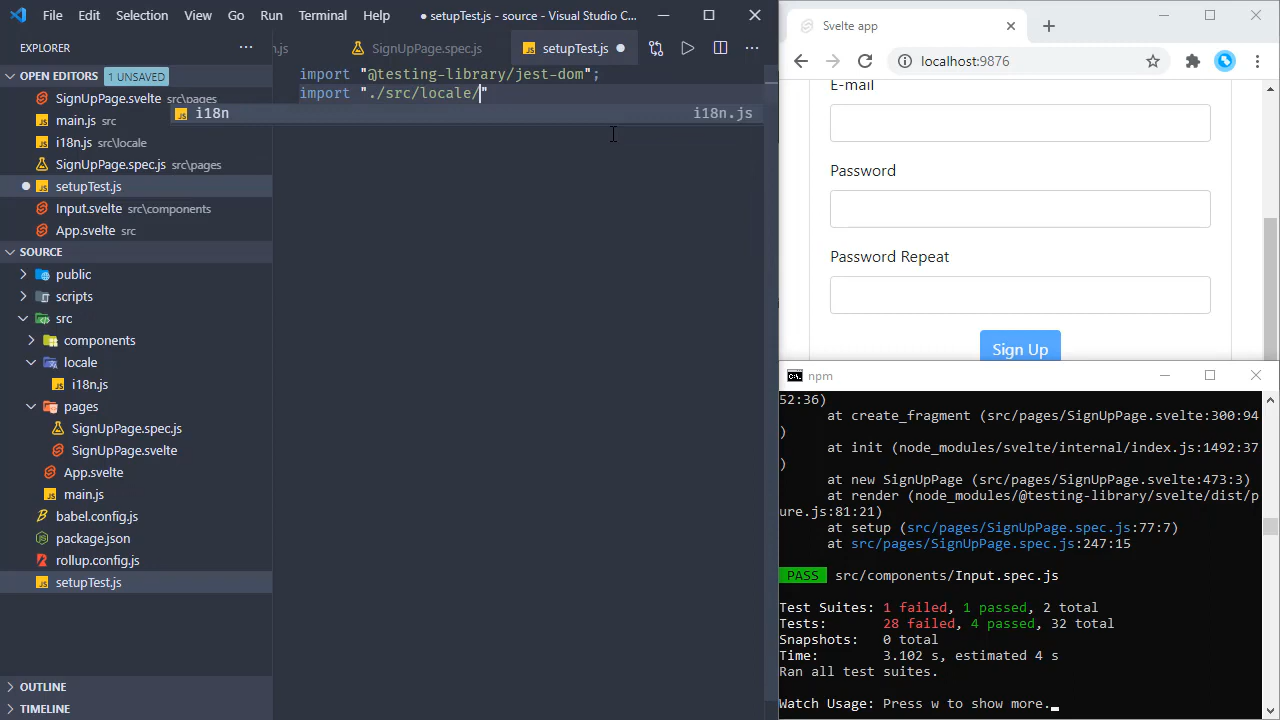 File Edit Selection View Go Run Terminal Help ● setupTest.js - source - Visual Studio C...
EXPLORER
n.js SignUpPage.spec.js setupTest.js
OPEN EDITORS 1 UNSAVED
SignUpPage.svelte src\pages
main.js src
i18n.js src\locale
SignUpPage.spec.js src\pages
setupTest.js
Input.svelte src\components
App.svelte src
SOURCE
public
scripts
src
components
locale
i18n.js
pages
SignUpPage.spec.js
SignUpPage.svelte
App.svelte
main.js
babel.config.js
package.json
rollup.config.js
setupTest.js
OUTLINE
TIMELINE
import "@testing-library/jest-dom";
import "./src/locale/"
i18n i18n.js
Svelte app
localhost:9876
E-mail
Password
Password Repeat
Sign Up
npm
52:36)
at create_fragment (src/pages/SignUpPage.svelte:300:94
)
at init (node_modules/svelte/internal/index.js:1492:37
)
at new SignUpPage (src/pages/SignUpPage.svelte:473:3)
at render (node_modules/@testing-library/svelte/dist/p
ure.js:81:21)
at setup (src/pages/SignUpPage.spec.js:77:7)
at src/pages/SignUpPage.spec.js:247:15
PASS src/components/Input.spec.js
Test Suites: 1 failed, 1 passed, 2 total
Tests: 28 failed, 4 passed, 32 total
Snapshots: 0 total
Time: 3.102 s, estimated 4 s
Ran all test suites.
Watch Usage: Press w to show more.